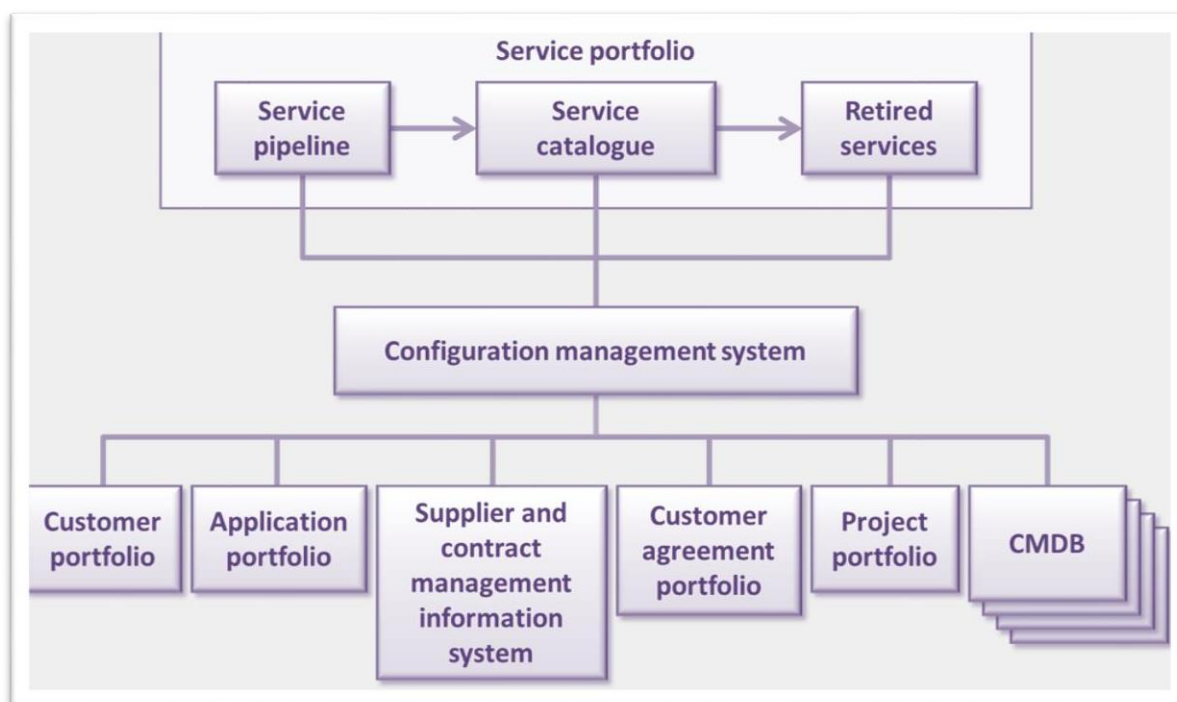 Service portfolio
Service
pipeline
Service
catalogue
Retired
services
Configuration management system
Customer
portfolio
Application
portfolio
Supplier and
contract
management
information
system
Customer
agreement
portfolio
Project
portfolio
CMDB